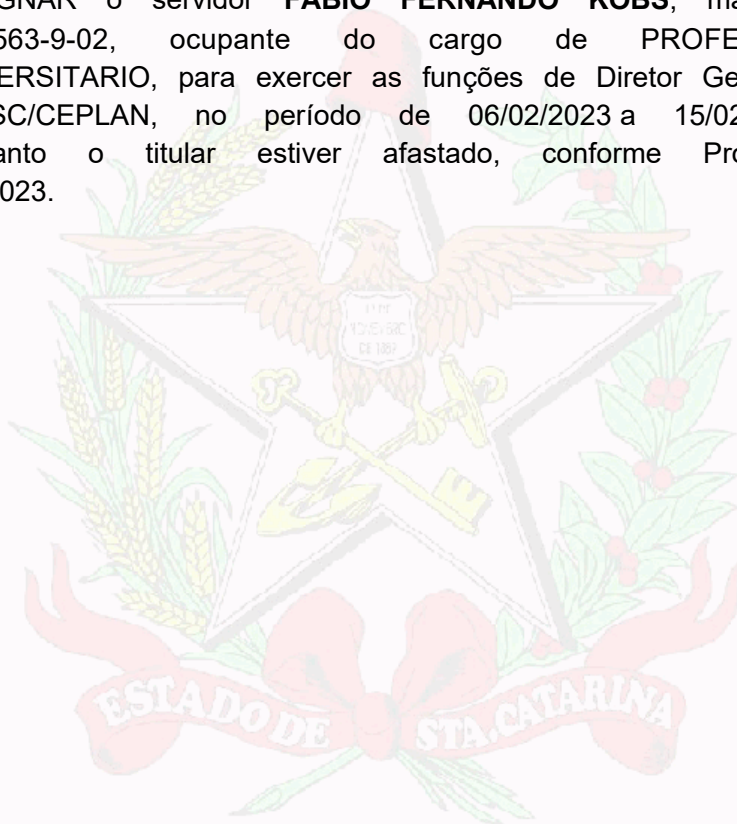 GNAR o servidor FABIO FERNANDO KOBS, ma
563-9-02, ocupante do cargo de PROFE
ERSITARIO, para exercer as funções de Diretor Ge
SC/CEPLAN, no período de 06/02/2023 a 15/02
anto o titular estiver afastado, conforme Pro
023.
ESTADO DE STA.CATARINA